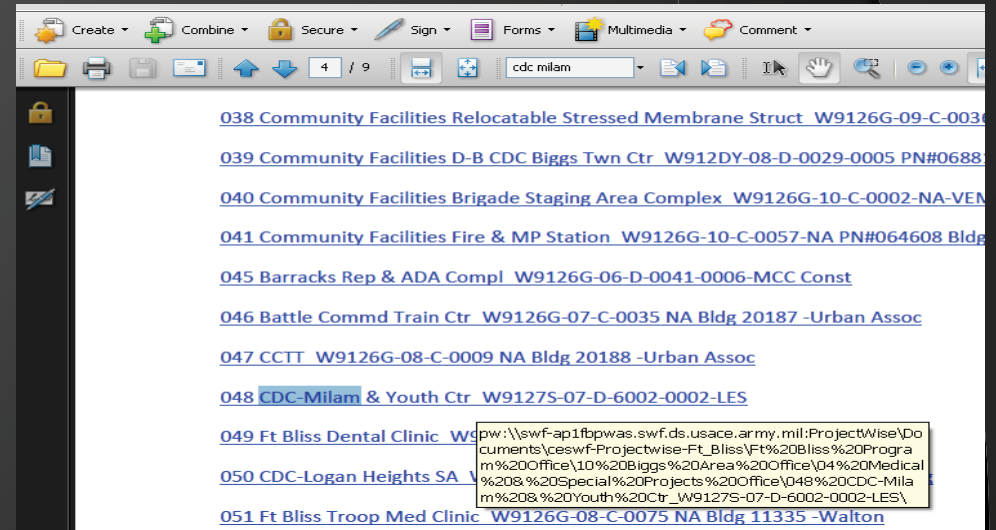 Create Combine Secure Sign Forms Multimedia Comment
4 / 9 cdc milam
038 Community Facilities Relocatable Stressed Membrane Struct W9126G-09-C-0036
039 Community Facilities D-B CDC Biggs Twn Ctr W912DY-08-D-0029-0005 PN#06881
040 Community Facilities Brigade Staging Area Complex W9126G-10-C-0002-NA-VEM
041 Community Facilities Fire & MP Station W9126G-10-C-0057-NA PN#064608 Bldg
045 Barracks Rep & ADA Compl W9126G-06-D-0041-0006-MCC Const
046 Battle Commd Train Ctr W9126G-07-C-0035 NA Bldg 20187 -Urban Assoc
047 CCTT W9126G-08-C-0009 NA Bldg 20188 -Urban Assoc
048 CDC-Milam & Youth Ctr W9127S-07-D-6002-0002-LES
049 Ft Bliss Dental Clinic
pw:\\swf-ap1fbpwas.swf.ds.usace.army.mil:ProjectWise\Do
cuments\ceswf-Projectwise-Ft_Bliss\Ft%20Bliss%20Progra
m%20Office\10%20Biggs%20Area%20Office\04%20Medical
%20&%20Special%20Projects%20Office\048%20CDC-Mila
m%20&%20Youth%20Ctr_W9127S-07-D-6002-0002-LES\
050 CDC-Logan Heights SA
051 Ft Bliss Troop Med Clinic W9126G-08-C-0075 NA Bldg 11335 -Walton